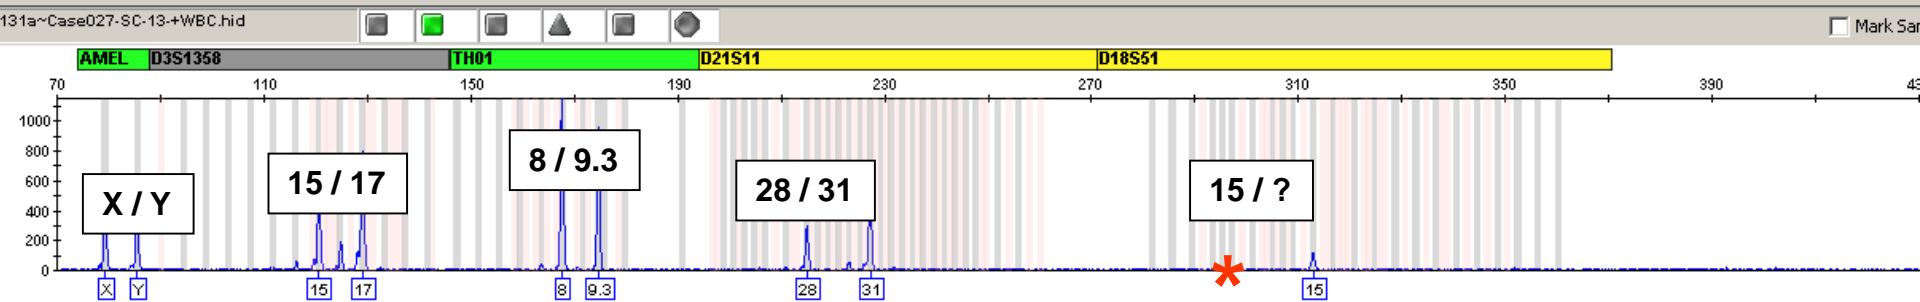 131a~Case027-SC-13-+WBC.hid
Mark Sar
AMEL D3S1358 TH01 D21S11 D18S51
70 110 150 190 230 270 310 350 390 43
1000
800
600
400
200
0
X / Y
15 / 17
8 / 9.3
28 / 31
15 / ?
*
X Y 15 17 8 9.3 28 31 15